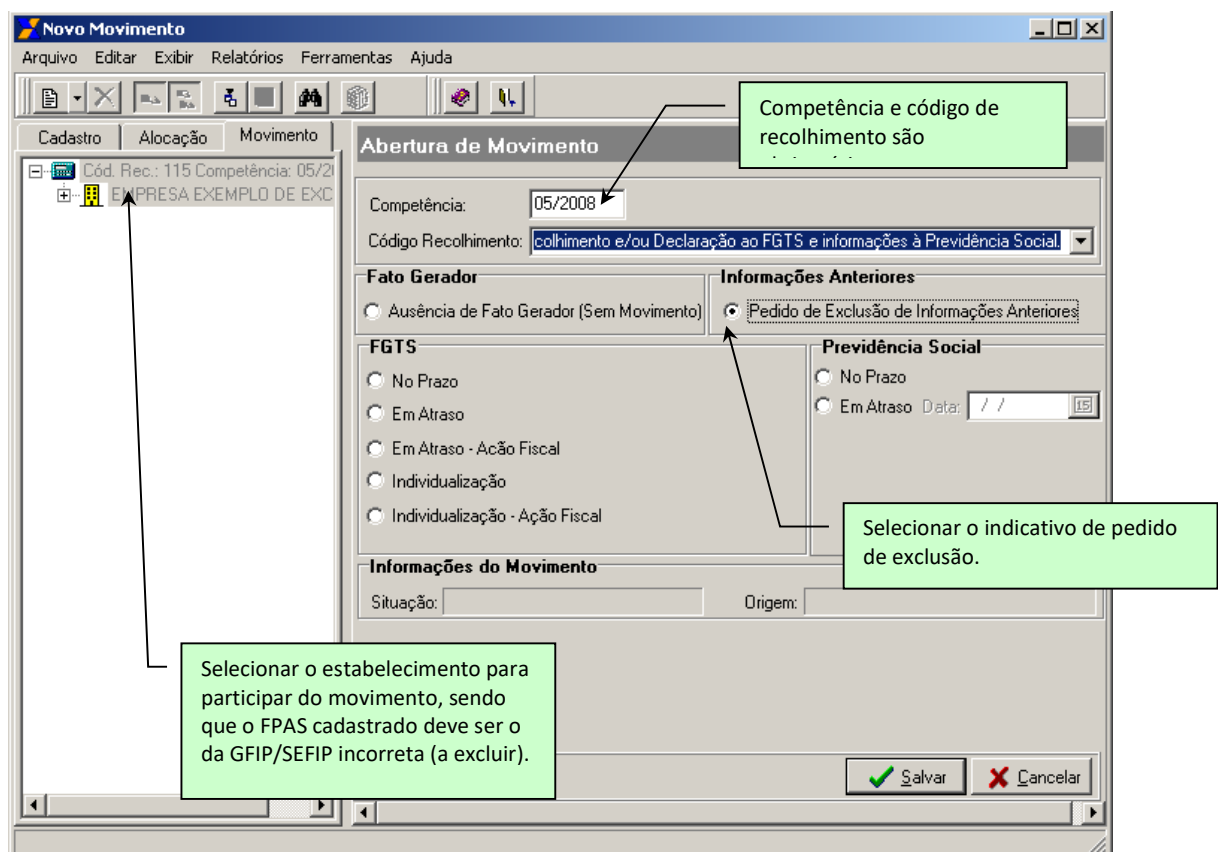 Novo Movimento
Arquivo Editar Exibir Relatórios Ferramentas Ajuda
Competência e código de
recolhimento são
Cadastro Alocação Movimento
Abertura de Movimento
Cód. Rec.: 115 Competência: 05/20
EMPRESA EXEMPLO DE EXC
Competência: 05/2008
Código Recolhimento: colhimento e/ou Declaração ao FGTS e informações à Previdência Social.
Fato Gerador
Ausência de Fato Gerador (Sem Movimento)
Informações Anteriores
Pedido de Exclusão de Informações Anteriores
FGTS
No Prazo
Em Atraso
Em Atraso - Acão Fiscal
Individualização
Individualização - Ação Fiscal
Previdência Social
No Prazo
Em Atraso Data: / / 15
Selecionar o indicativo de pedido
de exclusão.
Informações do Movimento
Situação: Origem:
Selecionar o estabelecimento para
participar do movimento, sendo
que o FPAS cadastrado deve ser o
da GFIP/SEFIP incorreta (a excluir).
Salvar Cancelar